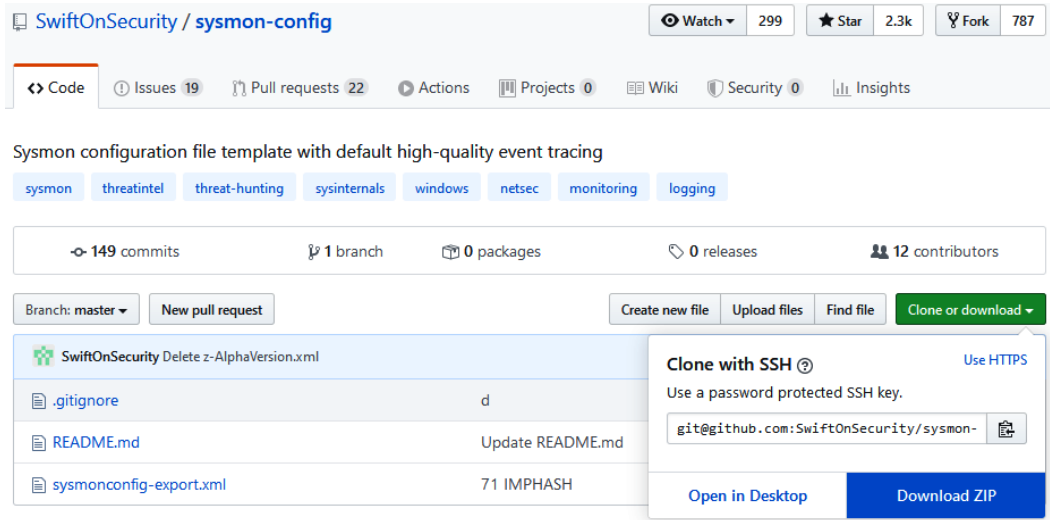 SwiftOnSecurity / sysmon-config
Watch 299 Star 2.3k Fork 787
Code Issues 19 Pull requests 22 Actions Projects 0 Wiki Security 0 Insights
Sysmon configuration file template with default high-quality event tracing
sysmon threatintel threat-hunting sysinternals windows netsec monitoring logging
149 commits 1 branch 0 packages 0 releases 12 contributors
Branch: master New pull request Create new file Upload files Find file Clone or download
SwiftOnSecurity Delete z-AlphaVersion.xml
Clone with SSH ? Use HTTPS
Use a password protected SSH key.
.gitignore d
git@github.com:SwiftOnSecurity/sysmon-
README.md Update README.md
sysmonconfig-export.xml 71 IMPHASH
Open in Desktop Download ZIP